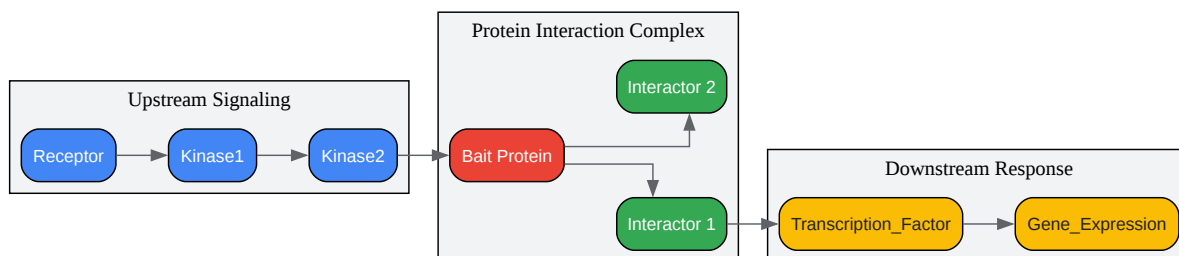 Upstream Signaling
Receptor
Kinase1
Kinase2
Protein Interaction Complex
Bait Protein
Interactor 2
Interactor 1
Downstream Response
Transcription_Factor
Gene_Expression